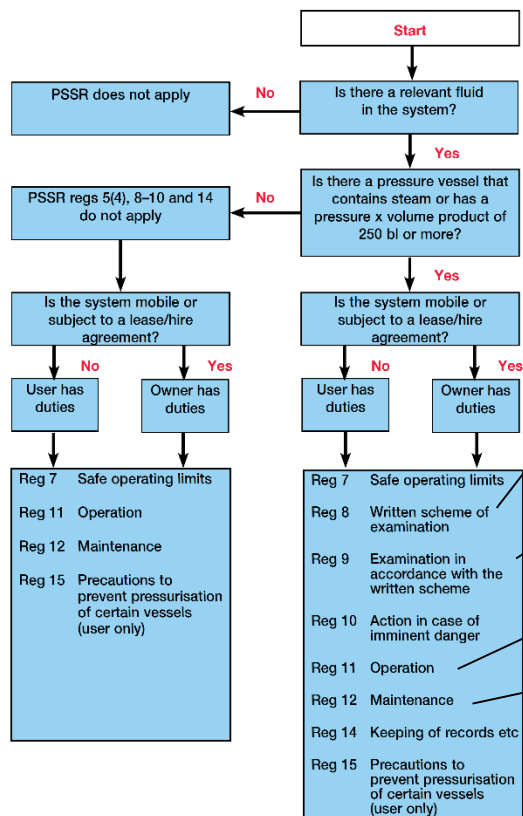 Start
PSSR does not apply
No
Is there a relevant fluid
in the system?
Yes
PSSR regs 5(4), 8–10 and 14
do not apply
No
Is there a pressure vessel that
contains steam or has a
pressure x volume product of
250 bl or more?
Yes
Is the system mobile or
subject to a lease/hire
agreement?
Is the system mobile or
subject to a lease/hire
agreement?
No
Yes
No
Yes
User has
duties
Owner has
duties
User has
duties
Owner has
duties
Reg 7 Safe operating limits
Reg 11 Operation
Reg 12 Maintenance
Reg 15 Precautions to
prevent pressurisation
of certain vessels
(user only)
Reg 7 Safe operating limits
Reg 8 Written scheme of
examination
Reg 9 Examination in
accordance with the
written scheme
Reg 10 Action in case of
imminent danger
Reg 11 Operation
Reg 12 Maintenance
Reg 14 Keeping of records etc
Reg 15 Precautions to
prevent pressurisation
of certain vessels
(user only)